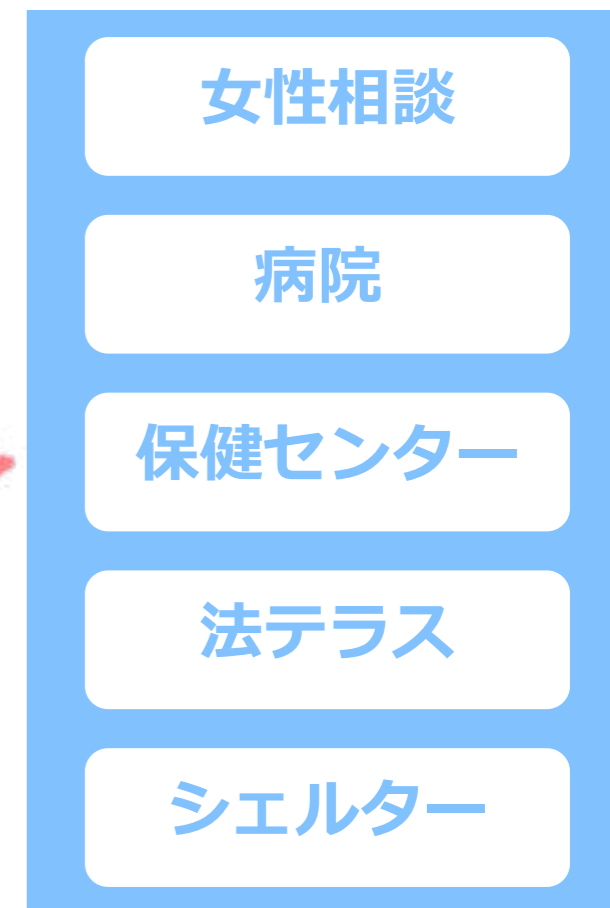 女性相談
病院
保健センター
法テラス
シェルター